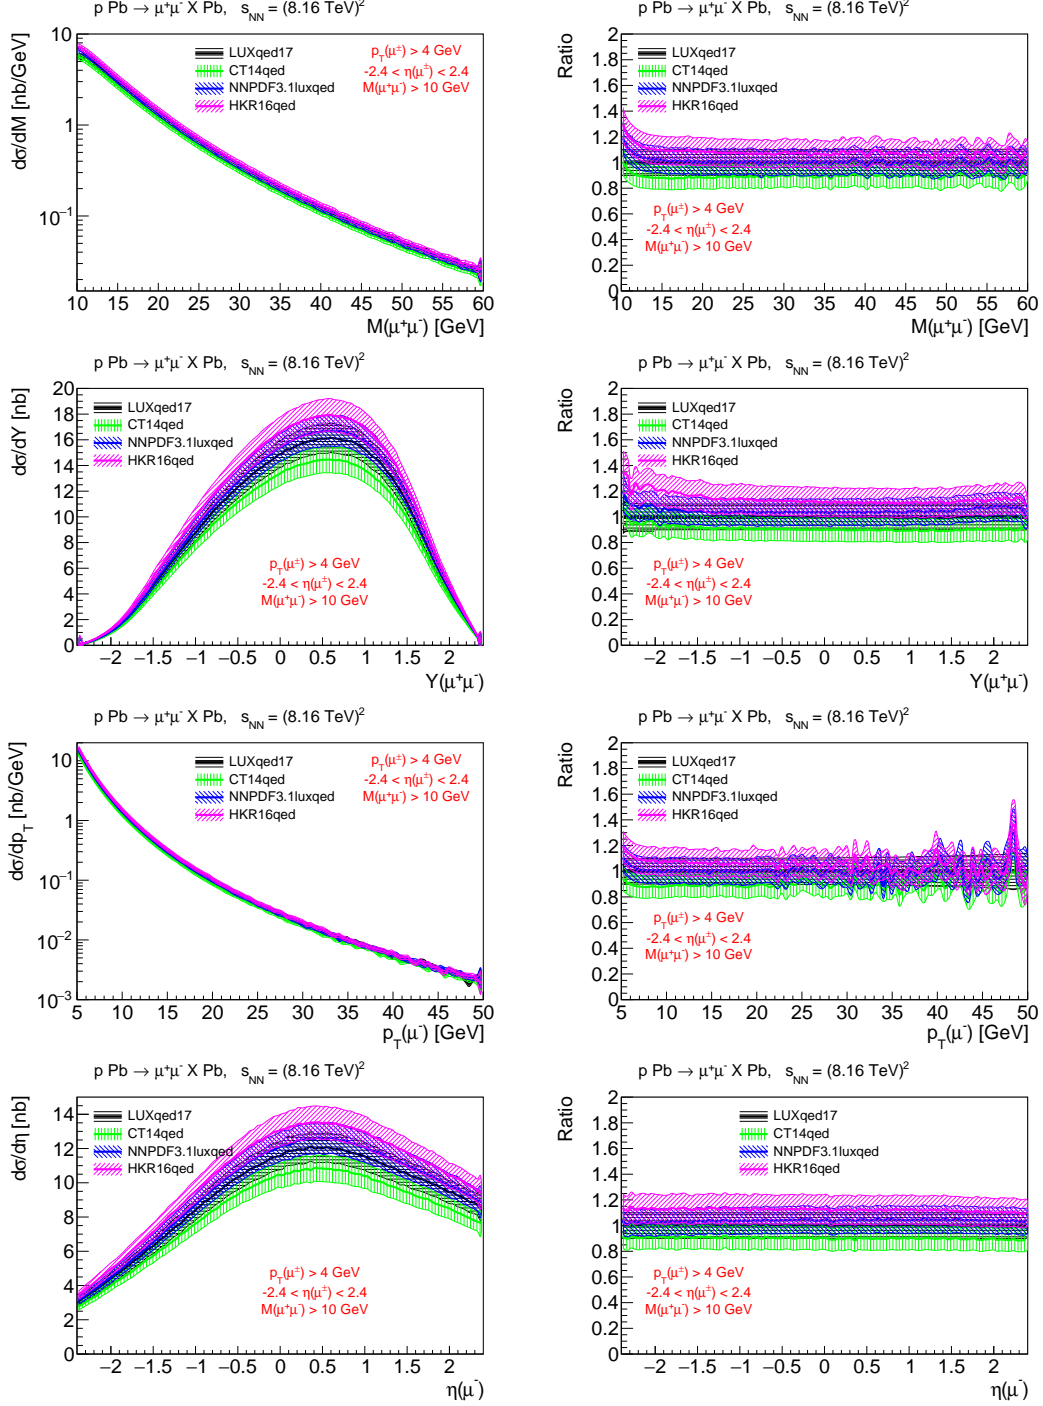 p Pb → μ⁺μ⁻ X Pb, s_NN = (8.16 TeV)²
dσ/dM [nb/GeV]
LUXqed17
CT14qed
NNPDF3.1luxqed
HKR16qed
p_T(μ±) > 4 GeV
-2.4 < η(μ±) < 2.4
M(μ⁺μ⁻) > 10 GeV
10
1
10⁻¹
10 15 20 25 30 35 40 45 50 55 60
M(μ⁺μ⁻) [GeV]
p Pb → μ⁺μ⁻ X Pb, s_NN = (8.16 TeV)²
Ratio
LUXqed17
CT14qed
NNPDF3.1luxqed
HKR16qed
p_T(μ±) > 4 GeV
-2.4 < η(μ±) < 2.4
M(μ⁺μ⁻) > 10 GeV
2
1.8
1.6
1.4
1.2
1
0.8
0.6
0.4
0.2
0
10 15 20 25 30 35 40 45 50 55 60
M(μ⁺μ⁻) [GeV]
p Pb → μ⁺μ⁻ X Pb, s_NN = (8.16 TeV)²
dσ/dY [nb]
LUXqed17
CT14qed
NNPDF3.1luxqed
HKR16qed
p_T(μ±) > 4 GeV
-2.4 < η(μ±) < 2.4
M(μ⁺μ⁻) > 10 GeV
20
18
16
14
12
10
8
6
4
2
0
−2 −1.5 −1 −0.5 0 0.5 1 1.5 2
Y(μ⁺μ⁻)
p Pb → μ⁺μ⁻ X Pb, s_NN = (8.16 TeV)²
Ratio
LUXqed17
CT14qed
NNPDF3.1luxqed
HKR16qed
p_T(μ±) > 4 GeV
-2.4 < η(μ±) < 2.4
M(μ⁺μ⁻) > 10 GeV
2
1.8
1.6
1.4
1.2
1
0.8
0.6
0.4
0.2
0
−2 −1.5 −1 −0.5 0 0.5 1 1.5 2
Y(μ⁺μ⁻)
p Pb → μ⁺μ⁻ X Pb, s_NN = (8.16 TeV)²
dσ/dp_T [nb/GeV]
LUXqed17
CT14qed
NNPDF3.1luxqed
HKR16qed
p_T(μ±) > 4 GeV
-2.4 < η(μ±) < 2.4
M(μ⁺μ⁻) > 10 GeV
10
1
10⁻¹
10⁻²
10⁻³
5 10 15 20 25 30 35 40 45 50
p_T(μ⁻) [GeV]
p Pb → μ⁺μ⁻ X Pb, s_NN = (8.16 TeV)²
Ratio
LUXqed17
CT14qed
NNPDF3.1luxqed
HKR16qed
p_T(μ±) > 4 GeV
-2.4 < η(μ±) < 2.4
M(μ⁺μ⁻) > 10 GeV
2
1.8
1.6
1.4
1.2
1
0.8
0.6
0.4
0.2
0
5 10 15 20 25 30 35 40 45 50
p_T(μ⁻) [GeV]
p Pb → μ⁺μ⁻ X Pb, s_NN = (8.16 TeV)²
dσ/dη [nb]
LUXqed17
CT14qed
NNPDF3.1luxqed
HKR16qed
p_T(μ±) > 4 GeV
-2.4 < η(μ±) < 2.4
M(μ⁺μ⁻) > 10 GeV
14
12
10
8
6
4
2
0
−2 −1.5 −1 −0.5 0 0.5 1 1.5 2
η(μ⁻)
p Pb → μ⁺μ⁻ X Pb, s_NN = (8.16 TeV)²
Ratio
LUXqed17
CT14qed
NNPDF3.1luxqed
HKR16qed
p_T(μ±) > 4 GeV
-2.4 < η(μ±) < 2.4
M(μ⁺μ⁻) > 10 GeV
2
1.8
1.6
1.4
1.2
1
0.8
0.6
0.4
0.2
0
−2 −1.5 −1 −0.5 0 0.5 1 1.5 2
η(μ⁻)